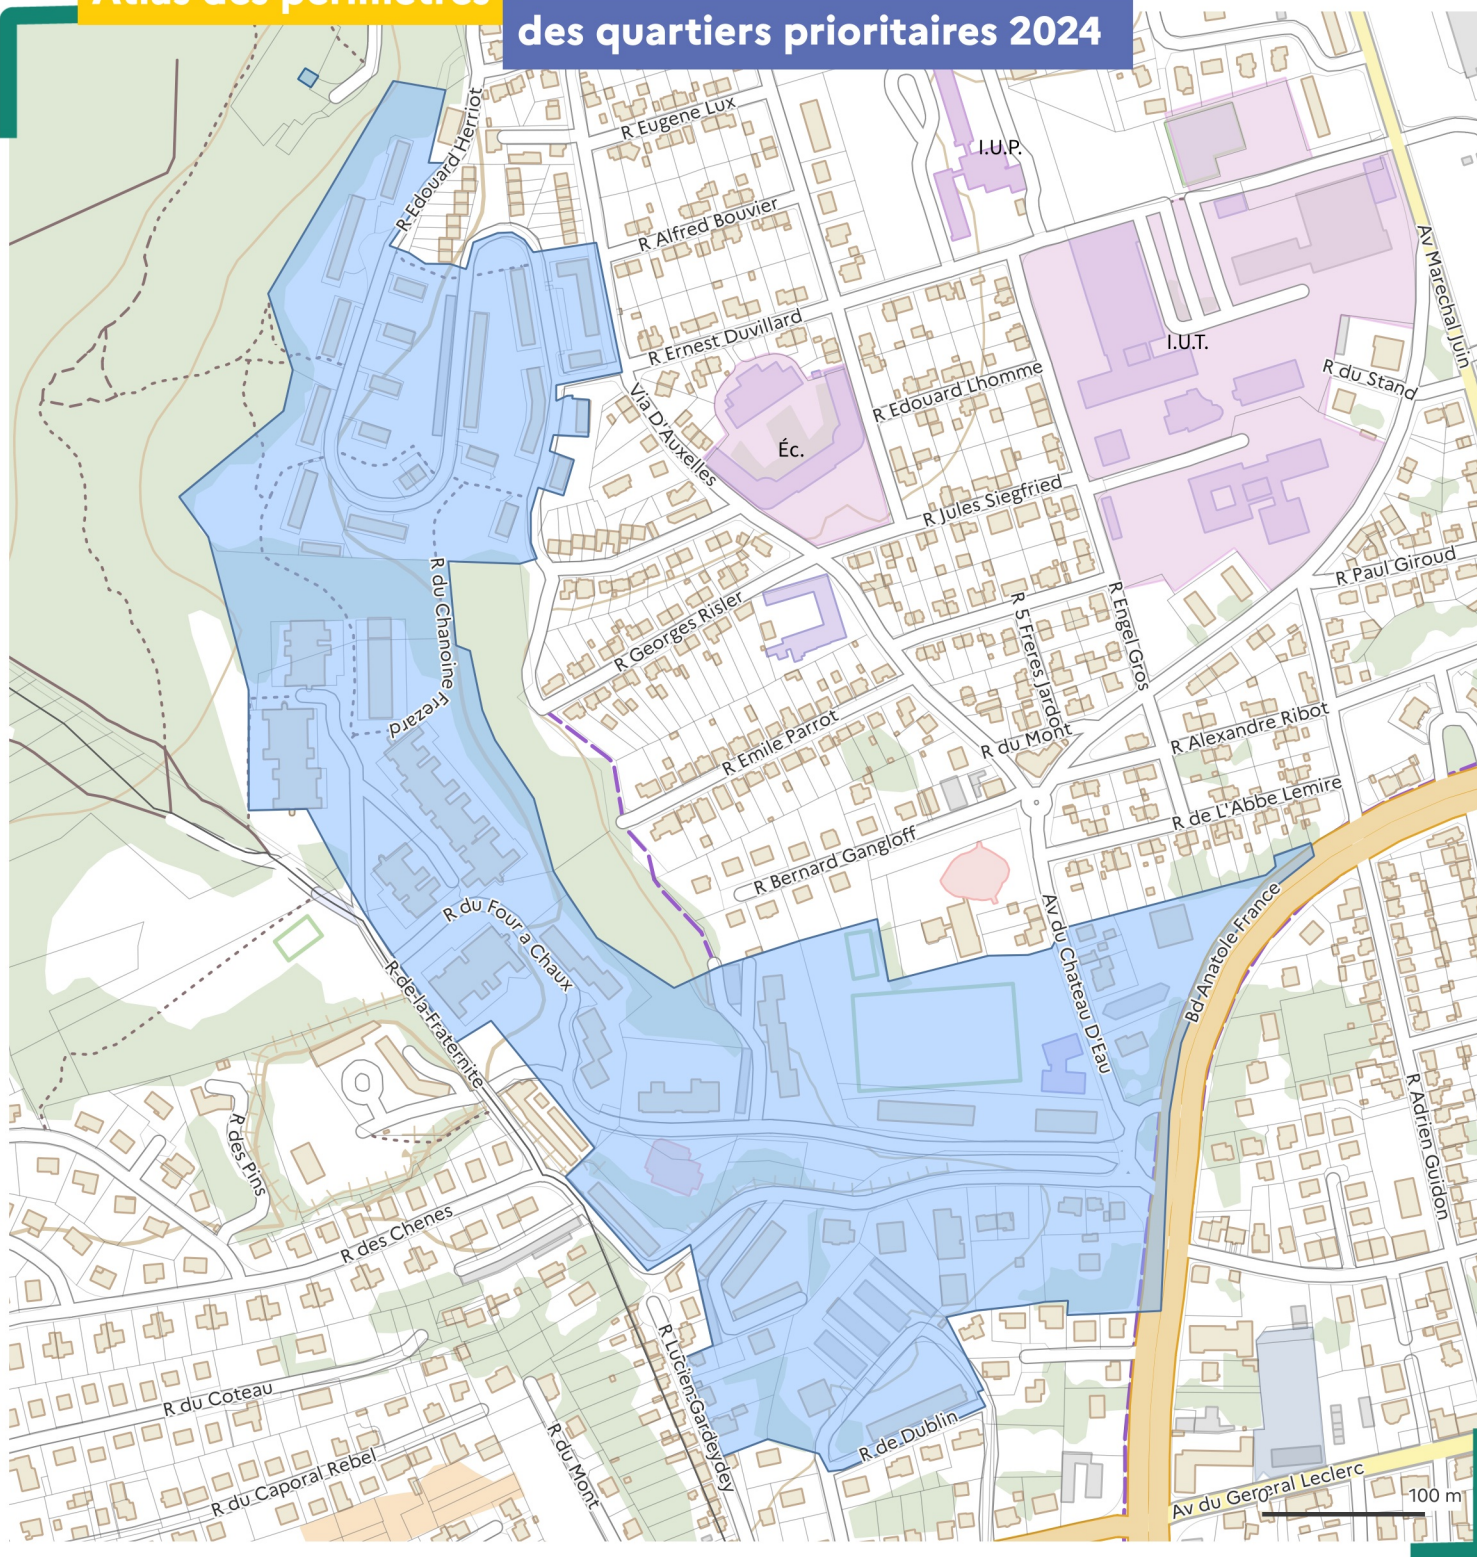 Atlas des périmètres
des quartiers prioritaires 2024
R Edouard Herriot
R Eugene Lux
I.U.P.
R Alfred Bouvier
Av Marechal Juin
R Ernest Duvillard
I.U.T.
R du Stand
R Edouard Lhomme
Via D'Auxelles
Éc.
R Jules Siegfried
R Paul Giroud
R du Chanoine Frezard
R Georges Risler
R 5 Freres Jardot
R Engel Gros
R Emile Parrot
R du Mont
R Alexandre Ribot
R de L'Abbe Lemire
R Bernard Gangloff
R du Four a Chaux
Av du Chateau D'Eau
Bd Anatole France
R de la Fraternite
R des Pins
R Adrien Guidon
R des Chenes
R Lucien Gardeydey
R du Coteau
R du Mont
R de Dublin
R du Caporal Rebel
Av du General Leclerc
0
100 m